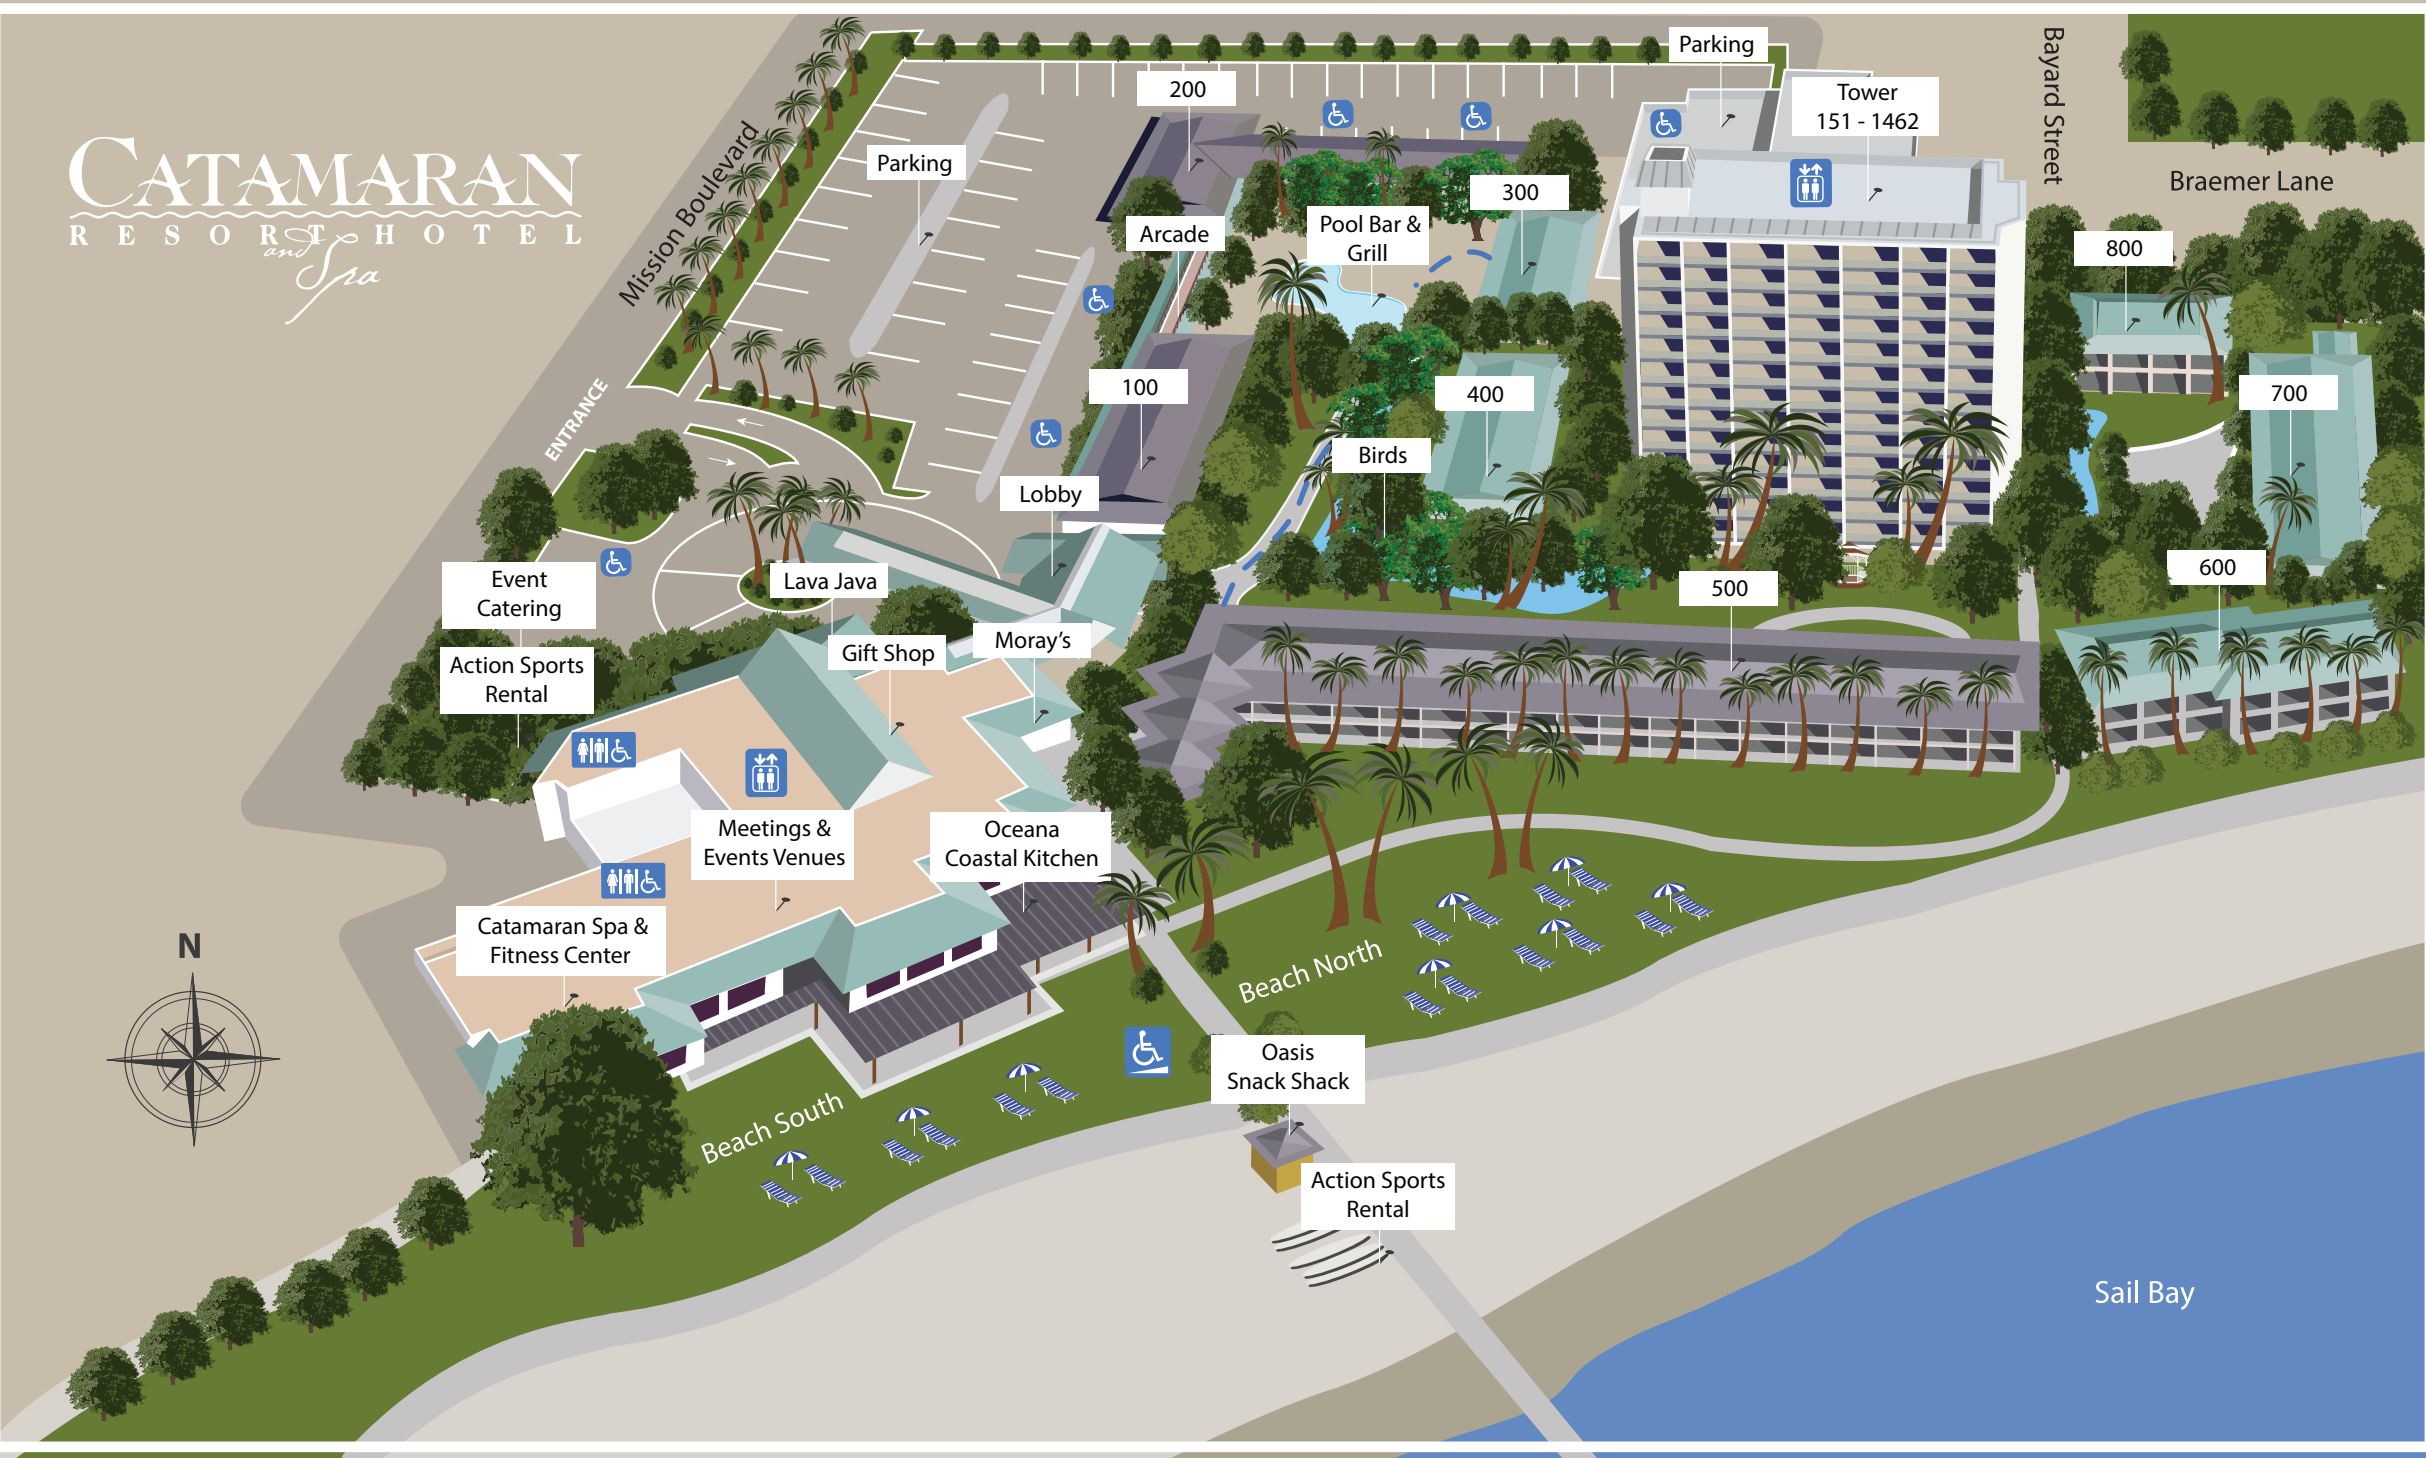 CATAMARAN
RESORT HOTEL
and Spa
Mission Boulevard
ENTRANCE
Parking
Bayard Street
Braemer Lane
200
Tower
151 - 1462
Parking
300
Arcade
Pool Bar &
Grill
800
100
400
700
Birds
Lobby
Event
Catering
Lava Java
500
600
Gift Shop
Moray's
Action Sports
Rental
Meetings &
Events Venues
Oceana
Coastal Kitchen
Catamaran Spa &
Fitness Center
N
Beach North
Beach South
Oasis
Snack Shack
Action Sports
Rental
Sail Bay